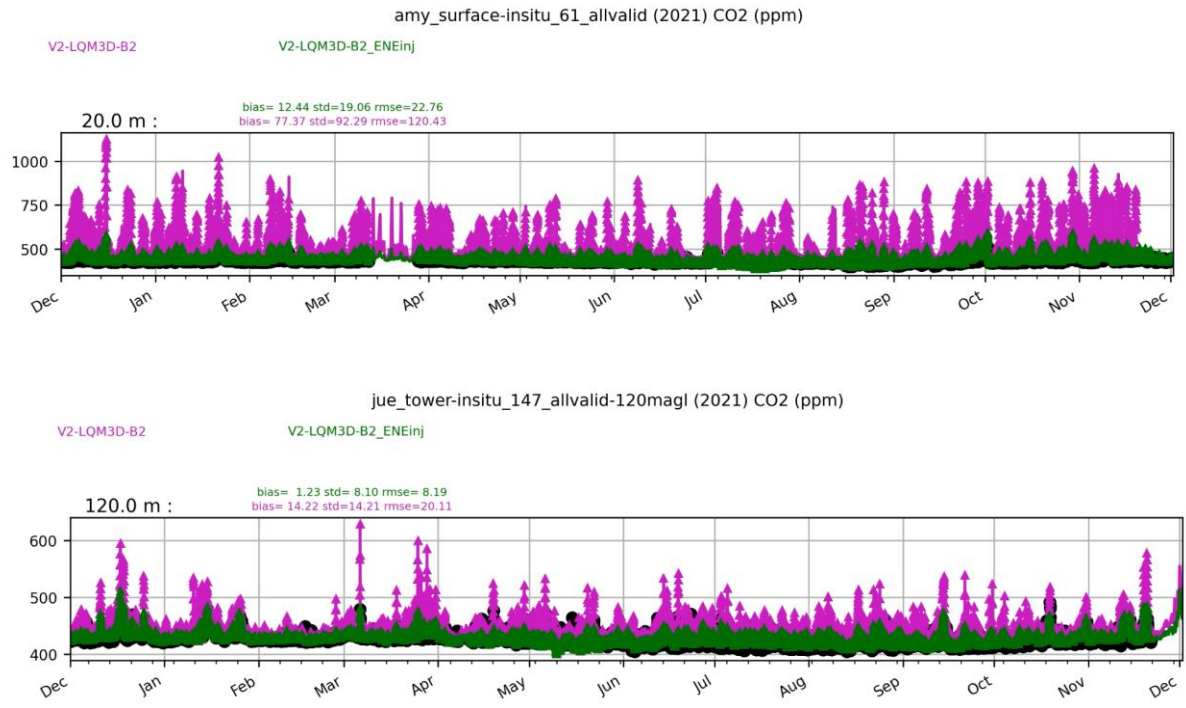 amy_surface-insitu_61_allvalid (2021) CO2 (ppm)
V2-LQM3D-B2 V2-LQM3D-B2_ENEinj
bias= 12.44 std=19.06 rmse=22.76
20.0 m : bias= 77.37 std=92.29 rmse=120.43
1000
750
500
Dec Jan Feb Mar Apr May Jun Jul Aug Sep Oct Nov Dec
jue_tower-insitu_147_allvalid-120magl (2021) CO2 (ppm)
V2-LQM3D-B2 V2-LQM3D-B2_ENEinj
bias= 1.23 std= 8.10 rmse= 8.19
120.0 m : bias= 14.22 std=14.21 rmse=20.11
600
500
400
Dec Jan Feb Mar Apr May Jun Jul Aug Sep Oct Nov Dec